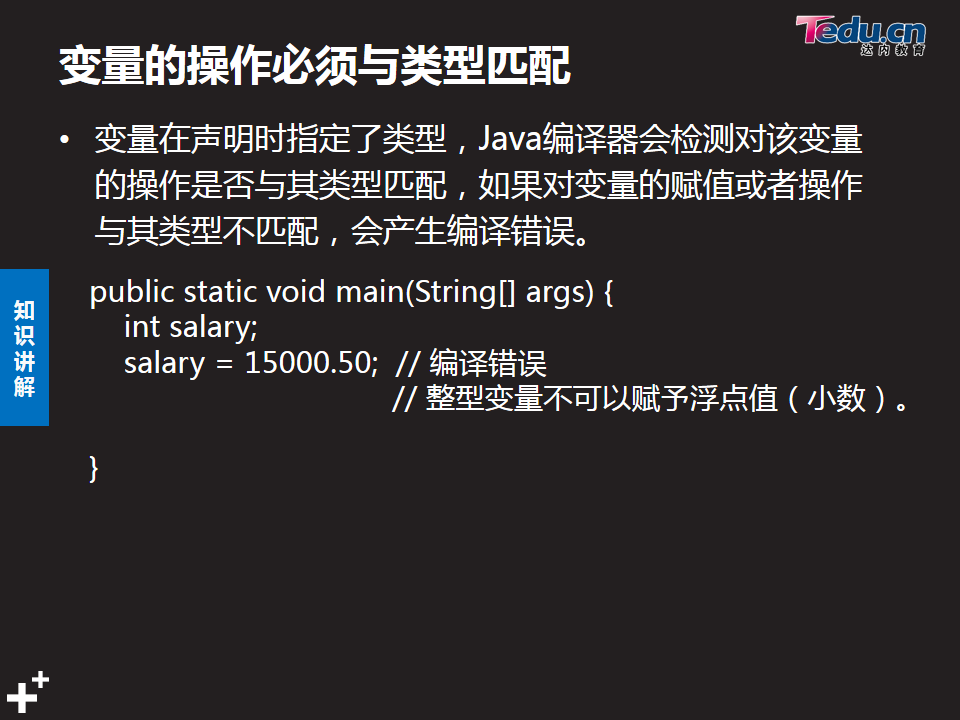 Tedu.cn
达内教育
变量的操作必须与类型匹配
• 变量在声明时指定了类型，Java编译器会检测对该变量
的操作是否与其类型匹配，如果对变量的赋值或者操作
与其类型不匹配，会产生编译错误。
知识讲解
public static void main(String[] args) {
int salary;
salary = 15000.50;  // 编译错误
// 整型变量不可以赋予浮点值（小数）。
}